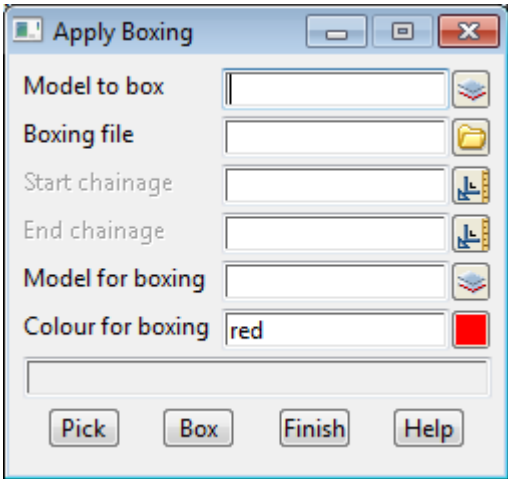 Apply Boxing
Model to box
Boxing file
Start chainage
End chainage
Model for boxing
Colour for boxing red
Pick Box Finish Help